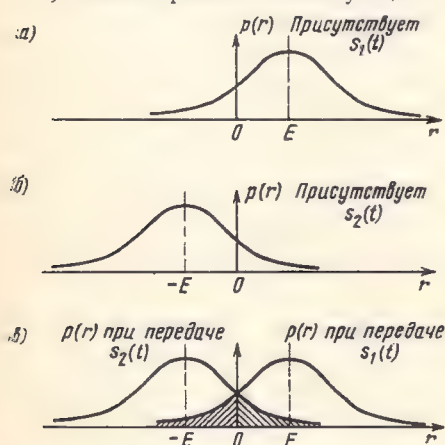 а)
p(r) Присутствует
s₁(t)
0 E r
б)
p(r) Присутствует
s₂(t)
-E 0 r
в)
p(r) при передаче
s₂(t)
p(r) при передаче
s₁(t)
-E 0 E r